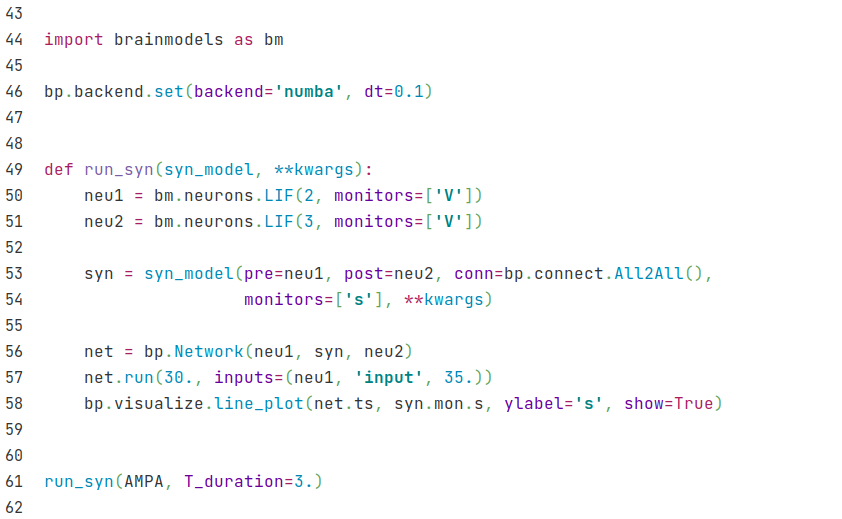 43
44 import brainmodels as bm
45
46 bp.backend.set(backend='numba', dt=0.1)
47
48
49 def run_syn(syn_model, **kwargs):
50     neu1 = bm.neurons.LIF(2, monitors=['V'])
51     neu2 = bm.neurons.LIF(3, monitors=['V'])
52
53     syn = syn_model(pre=neu1, post=neu2, conn=bp.connect.All2All(),
54                     monitors=['s'], **kwargs)
55
56     net = bp.Network(neu1, syn, neu2)
57     net.run(30., inputs=(neu1, 'input', 35.))
58     bp.visualize.line_plot(net.ts, syn.mon.s, ylabel='s', show=True)
59
60
61 run_syn(AMPA, T_duration=3.)
62